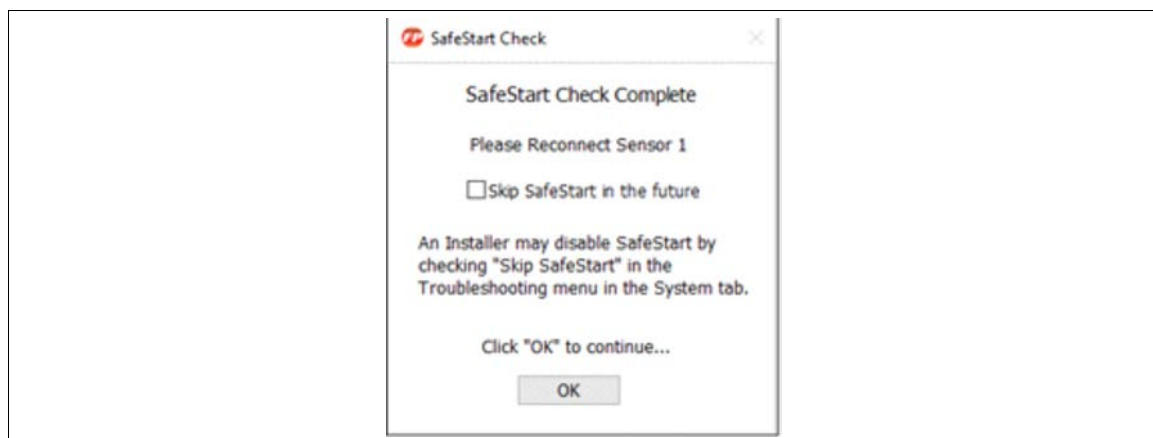 SafeStart Check
SafeStart Check Complete
Please Reconnect Sensor 1
Skip SafeStart in the future
An Installer may disable SafeStart by
checking "Skip SafeStart" in the
Troubleshooting menu in the System tab.
Click "OK" to continue...
OK